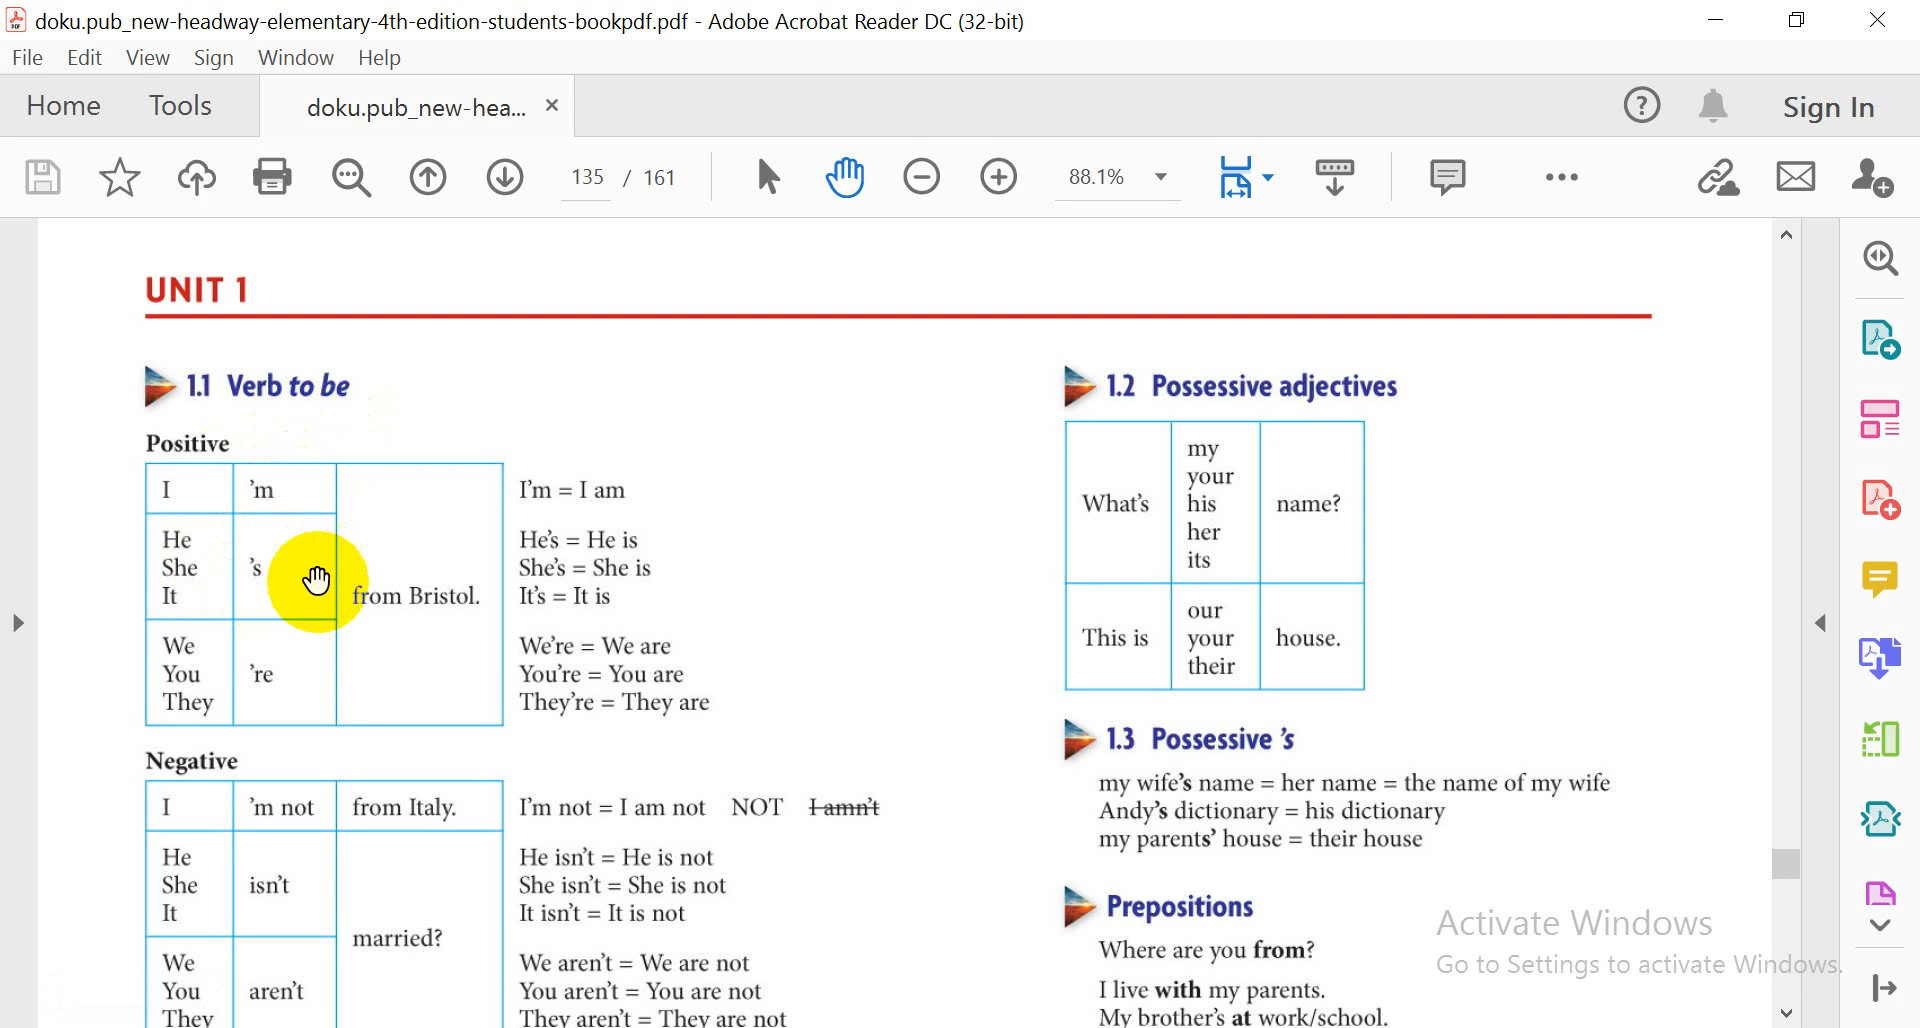 doku.pub_new-headway-elementary-4th-edition-students-bookpdf.pdf - Adobe Acrobat Reader DC (32-bit)
File Edit View Sign Window Help
Home Tools doku.pub_new-hea... Sign In
135 / 161 88.1%
UNIT 1
1.1 Verb to be
Positive
I 'm I'm = I am
He He's = He is
She 's She's = She is
It from Bristol. It's = It is
We We're = We are
You 're You're = You are
They They're = They are
Negative
I 'm not from Italy. I'm not = I am not NOT I amn't
He He isn't = He is not
She isn't She isn't = She is not
It It isn't = It is not
married?
We We aren't = We are not
You aren't You aren't = You are not
They They aren't = They are not
1.2 Possessive adjectives
my
your
What's his name?
her
its
our
This is your house.
their
1.3 Possessive 's
my wife's name = her name = the name of my wife
Andy's dictionary = his dictionary
my parents' house = their house
Prepositions
Where are you from?
I live with my parents.
My brother's at work/school.
Activate Windows
Go to Settings to activate Windows.